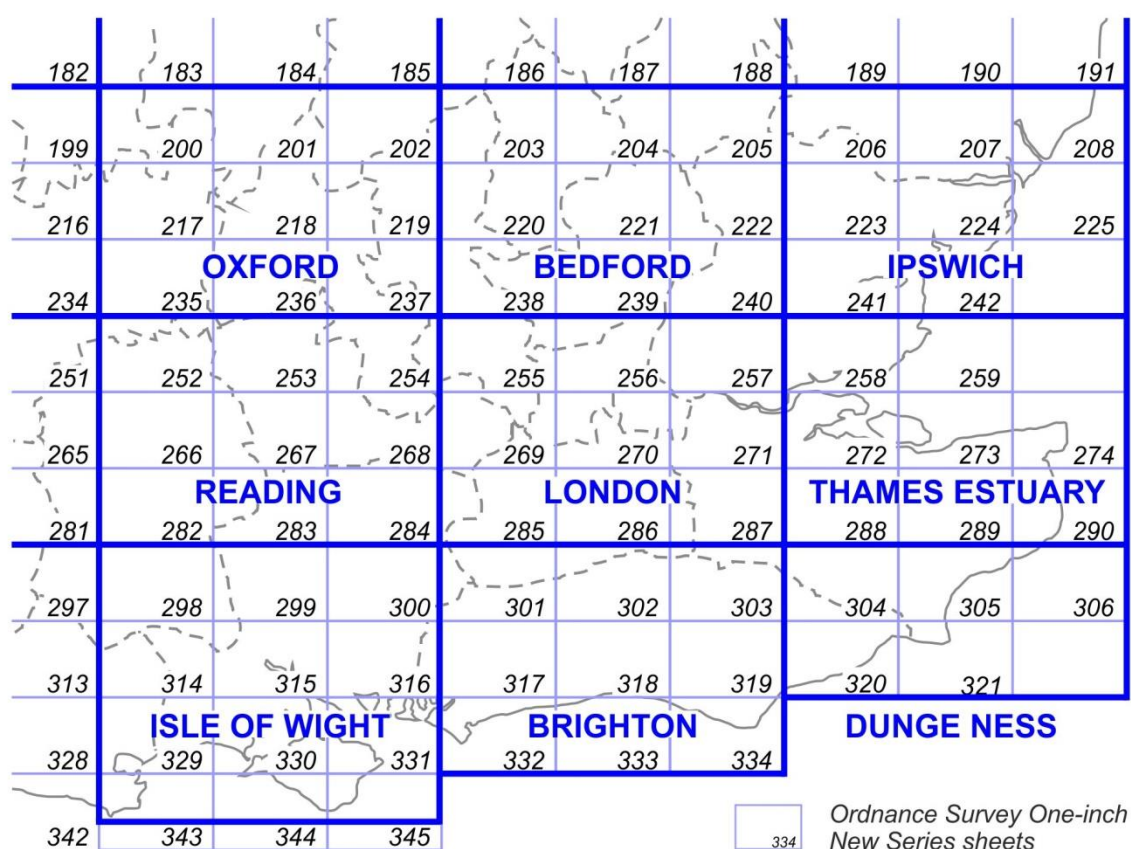 182 183 184 185 186 187 188 189 190 191
199 200 201 202 203 204 205 206 207 208
216 217 218 219 220 221 222 223 224 225
OXFORD BEDFORD IPSWICH
234 235 236 237 238 239 240 241 242
251 252 253 254 255 256 257 258 259
265 266 267 268 269 270 271 272 273 274
READING LONDON THAMES ESTUARY
281 282 283 284 285 286 287 288 289 290
297 298 299 300 301 302 303 304 305 306
313 314 315 316 317 318 319 320 321
ISLE OF WIGHT BRIGHTON DUNGE NESS
328 329 330 331 332 333 334
342 343 344 345
334 Ordnance Survey One-inch
New Series sheets